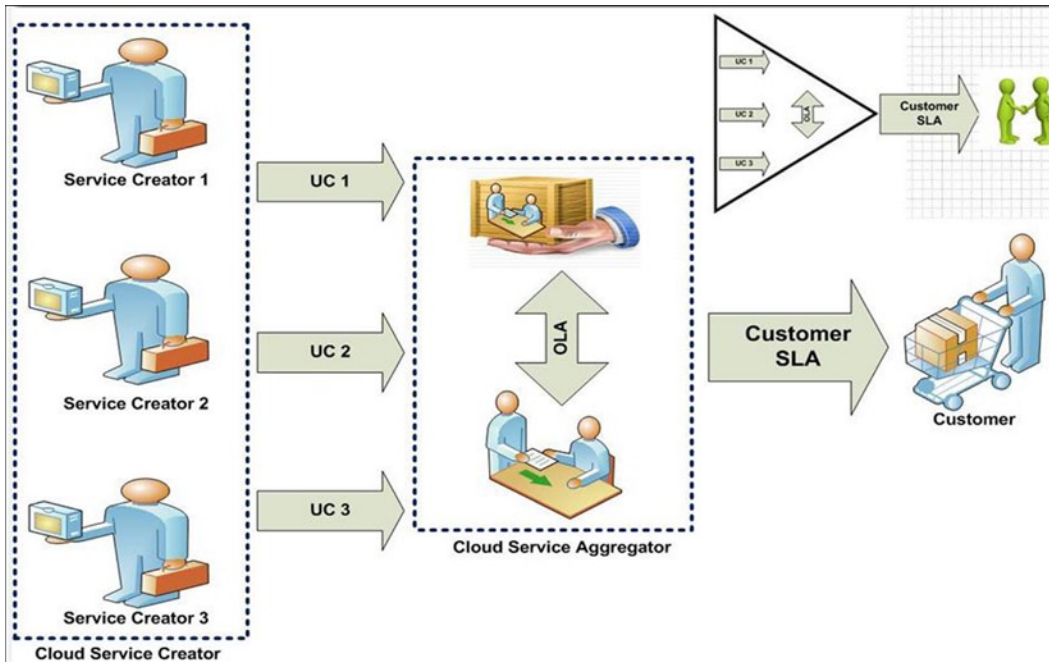 UC 1
UC 2
UC 3
OLA
Customer
SLA
Service Creator 1
UC 1
Service Creator 2
UC 2
OLA
Customer
SLA
Customer
UC 3
Service Creator 3
Cloud Service Aggregator
Cloud Service Creator